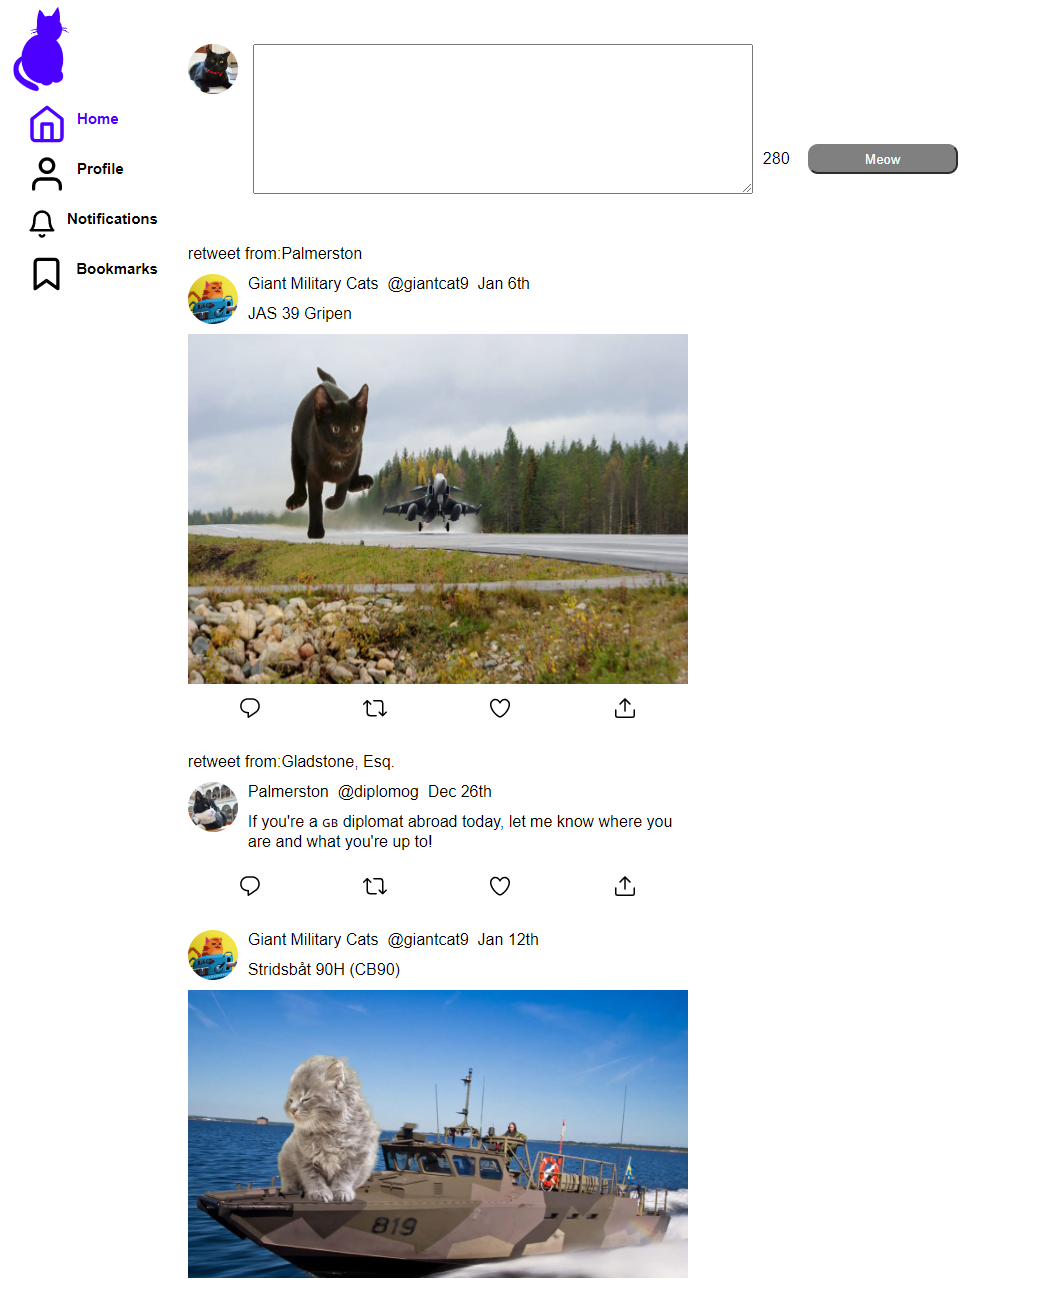 Home
Profile
Notifications
Bookmarks
280
Meow
retweet from:Palmerston
Giant Military Cats @giantcat9 Jan 6th
JAS 39 Gripen
retweet from:Gladstone, Esq.
Palmerston @diplomog Dec 26th
If you're a 🇬🇧 diplomat abroad today, let me know where you
are and what you're up to!
Giant Military Cats @giantcat9 Jan 12th
Stridsbåt 90H (CB90)
819